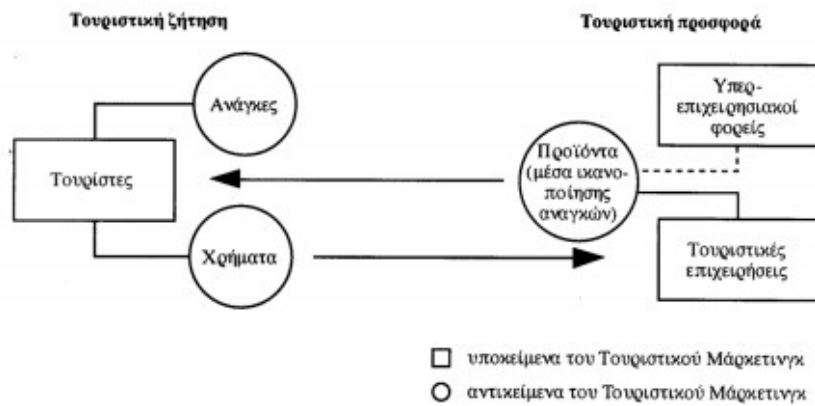 Τουριστική ζήτηση
Τουριστική προσφορά
Ανάγκες
Τουρίστες
Χρήματα
Προϊόντα
(μέσα ικανο-
ποίησης
αναγκών)
Υπερ-
επιχειρησιακοί
φορείς
Τουριστικές
επιχειρήσεις
υποκείμενα του Τουριστικού Μάρκετινγκ
αντικείμενα του Τουριστικού Μάρκετινγκ